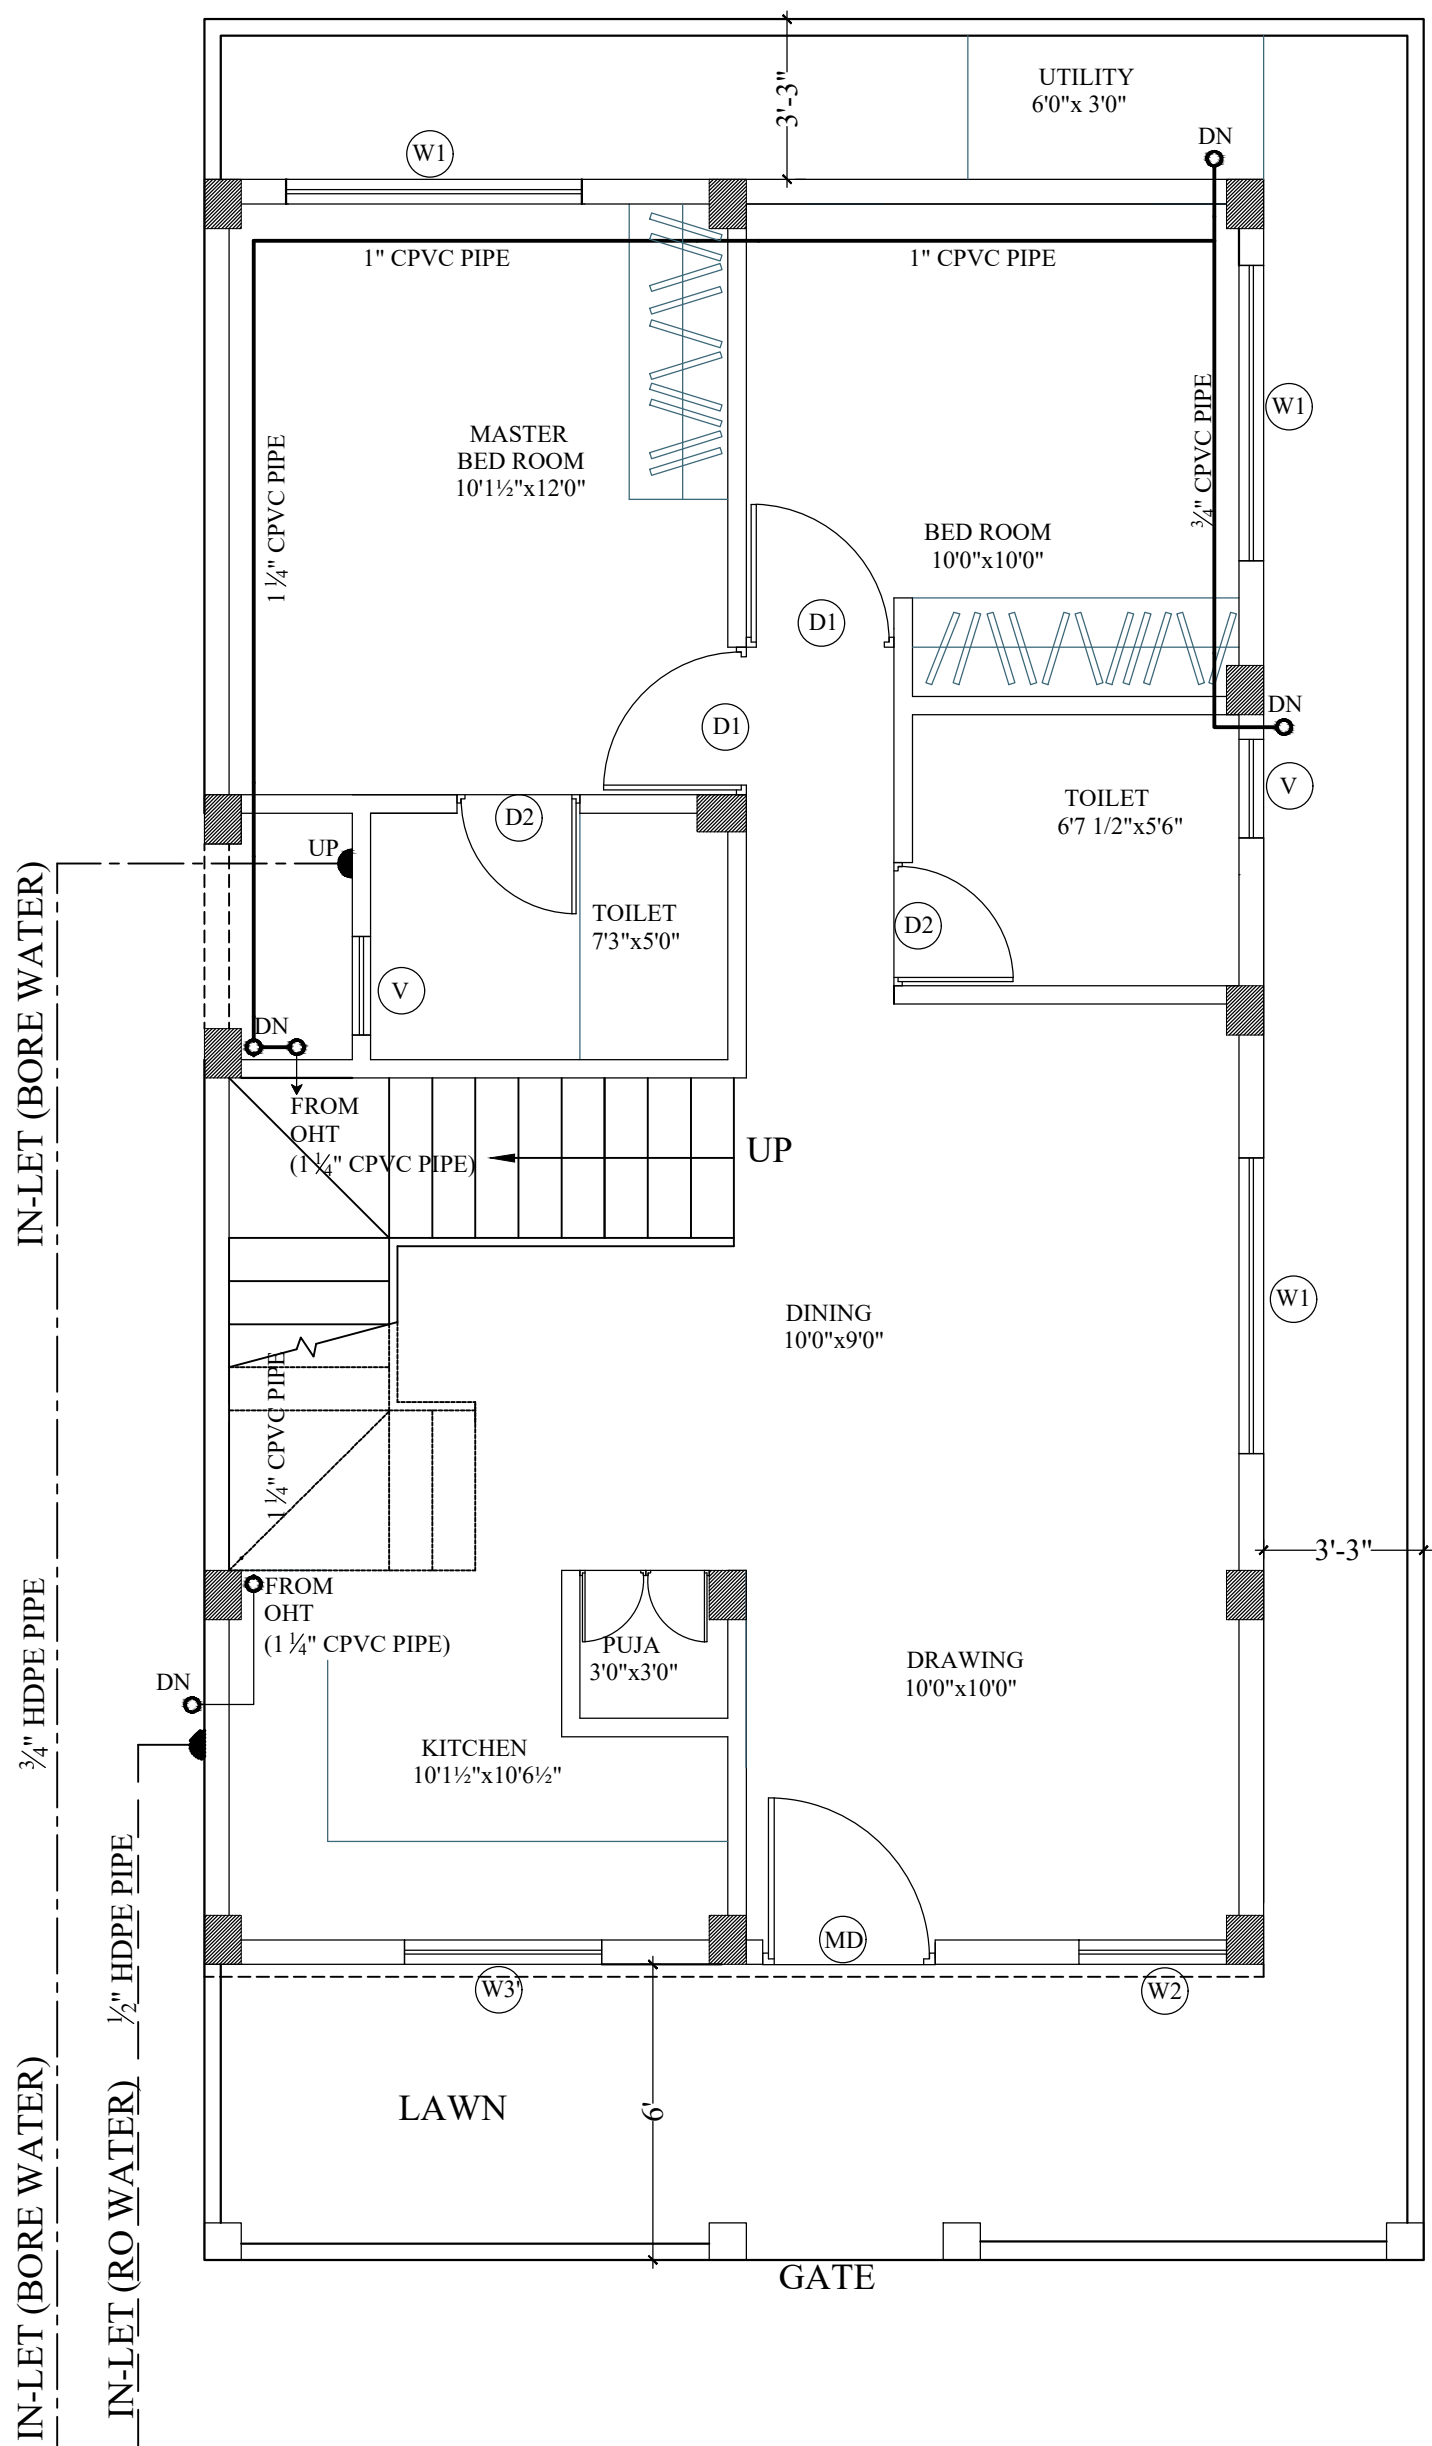 UTILITY
6'0"x 3'0"
3'-3"
DN
W1
1" CPVC PIPE
1" CPVC PIPE
W1
¾" CPVC PIPE
MASTER
BED ROOM
10'1½"x12'0"
1 ¼" CPVC PIPE
BED ROOM
10'0"x10'0"
D1
D1
DN
V
TOILET
6'7 1/2"x5'6"
D2
UP
TOILET
7'3"x5'0"
D2
V
IN-LET (BORE WATER)
DN
FROM
OHT
(1 ¼" CPVC PIPE)
UP
DINING
10'0"x9'0"
W1
1 ¼" CPVC PIPE
3'-3"
FROM
OHT
(1 ¼" CPVC PIPE)
PUJA
3'0"x3'0"
DRAWING
10'0"x10'0"
¾" HDPE PIPE
DN
KITCHEN
10'1½"x10'6½"
½" HDPE PIPE
MD
W3'
W2
LAWN
6'
IN-LET (BORE WATER)
IN-LET (RO WATER)
GATE